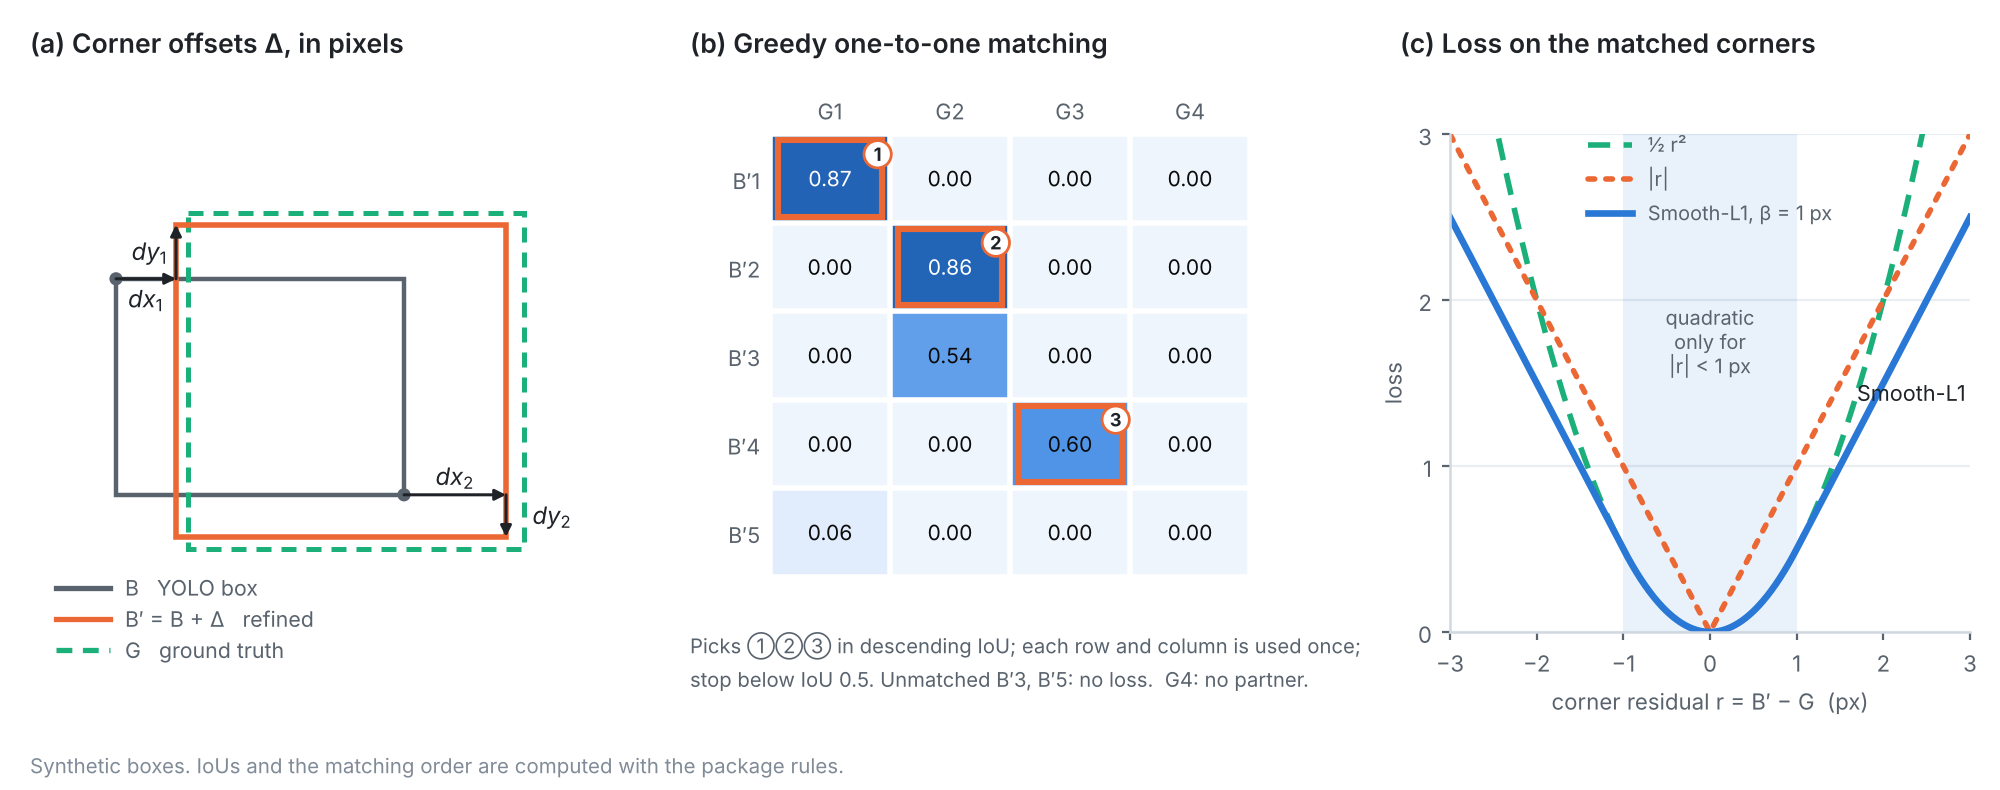 (a) Corner offsets Δ, in pixels
dy₁
dx₁
dx₂
dy₂
B YOLO box
B′ = B + Δ refined
G ground truth
(b) Greedy one-to-one matching
G1 G2 G3 G4
B′1 0.87 0.00 0.00 0.00
1
B′2 0.00 0.86 0.00 0.00
2
B′3 0.00 0.54 0.00 0.00
B′4 0.00 0.00 0.60 0.00
3
B′5 0.06 0.00 0.00 0.00
Picks ①②③ in descending IoU; each row and column is used once;
stop below IoU 0.5. Unmatched B′3, B′5: no loss. G4: no partner.
(c) Loss on the matched corners
½ r²
|r|
Smooth-L1, β = 1 px
quadratic
only for
|r| < 1 px
Smooth-L1
loss
3
2
1
0
−3 −2 −1 0 1 2 3
corner residual r = B′ − G (px)
Synthetic boxes. IoUs and the matching order are computed with the package rules.